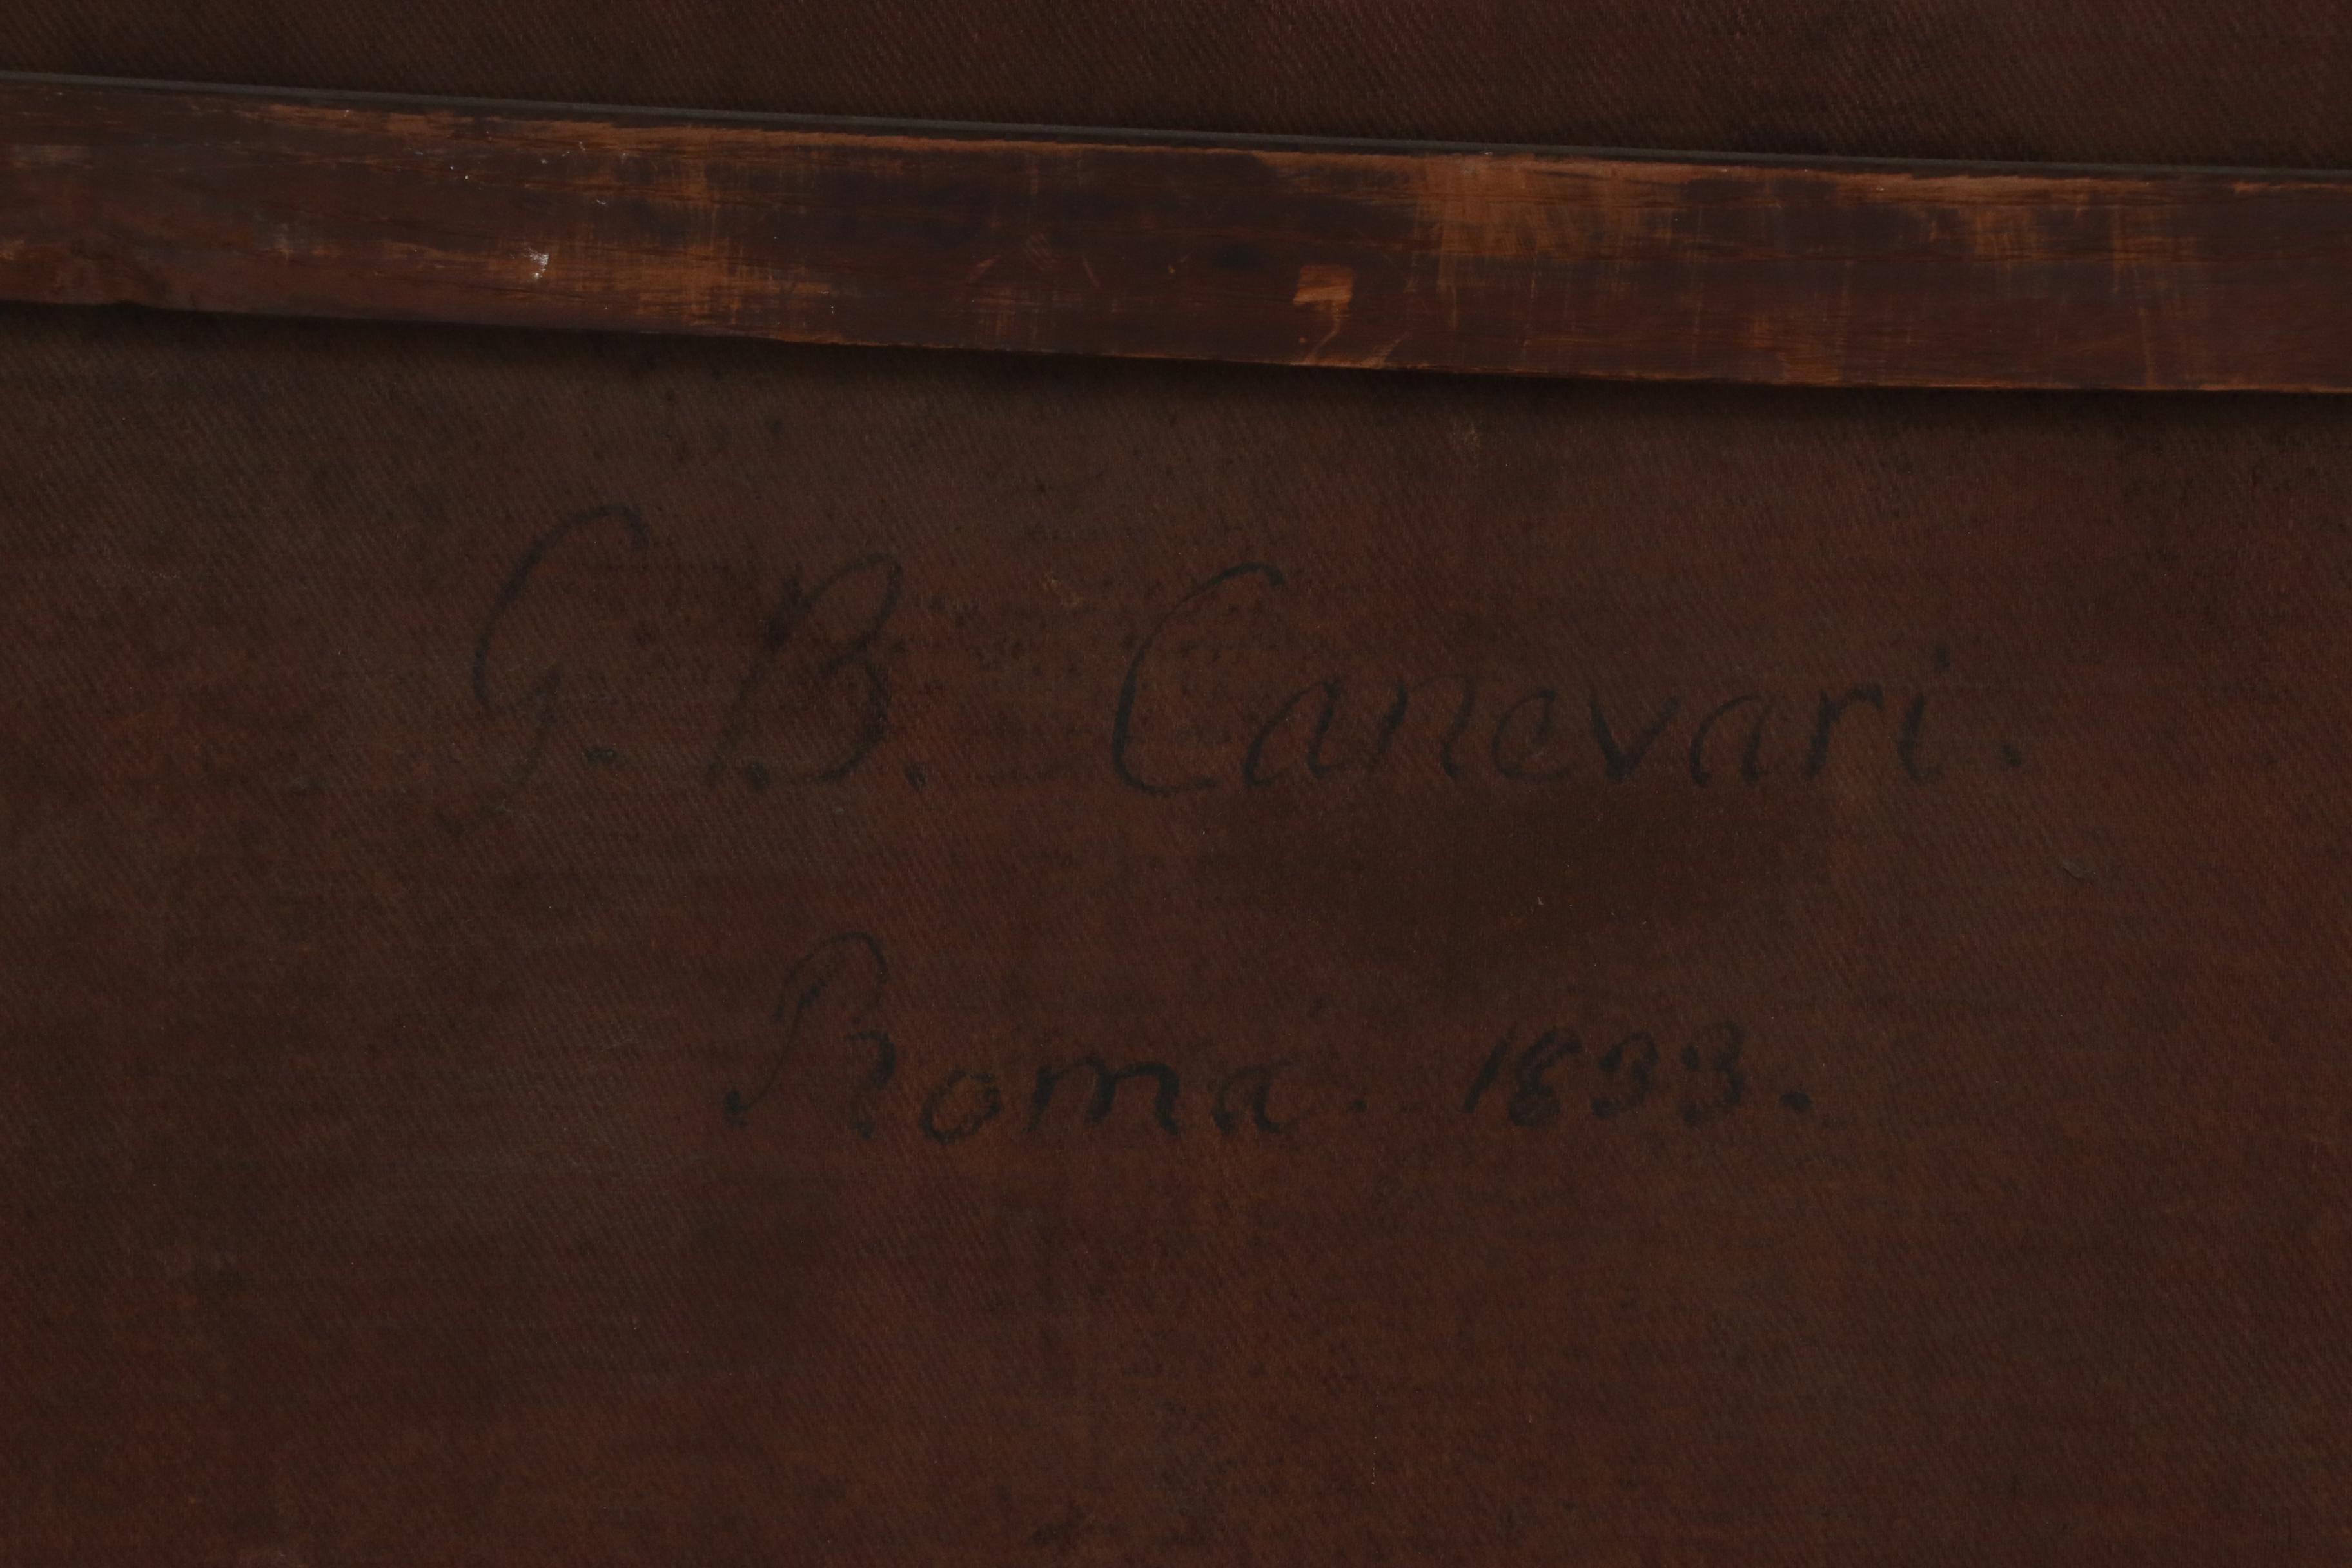 G. B. Canevari.
Roma. 1833.